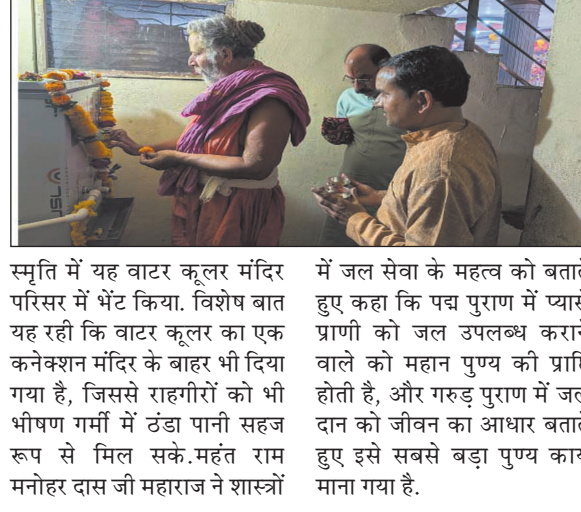 JSL
स्मृति में यह वाटर कूलर मंदिर
परिसर में भेंट किया. विशेष बात
यह रही कि वाटर कूलर का एक
कनेक्शन मंदिर के बाहर भी दिया
गया है, जिससे राहगीरों को भी
भीषण गर्मी में ठंडा पानी सहज
रूप से मिल सके.महंत राम
मनोहर दास जी महाराज ने शास्त्रों
में जल सेवा के महत्व को बताते
हुए कहा कि पद्म पुराण में प्यासे
प्राणी को जल उपलब्ध कराने
वाले को महान पुण्य की
होती है, और गरुड़ पुराण में जल
दान को जीवन का आधार बताते
हुए इसे सबसे बड़ा पुण्य
माना गया है.